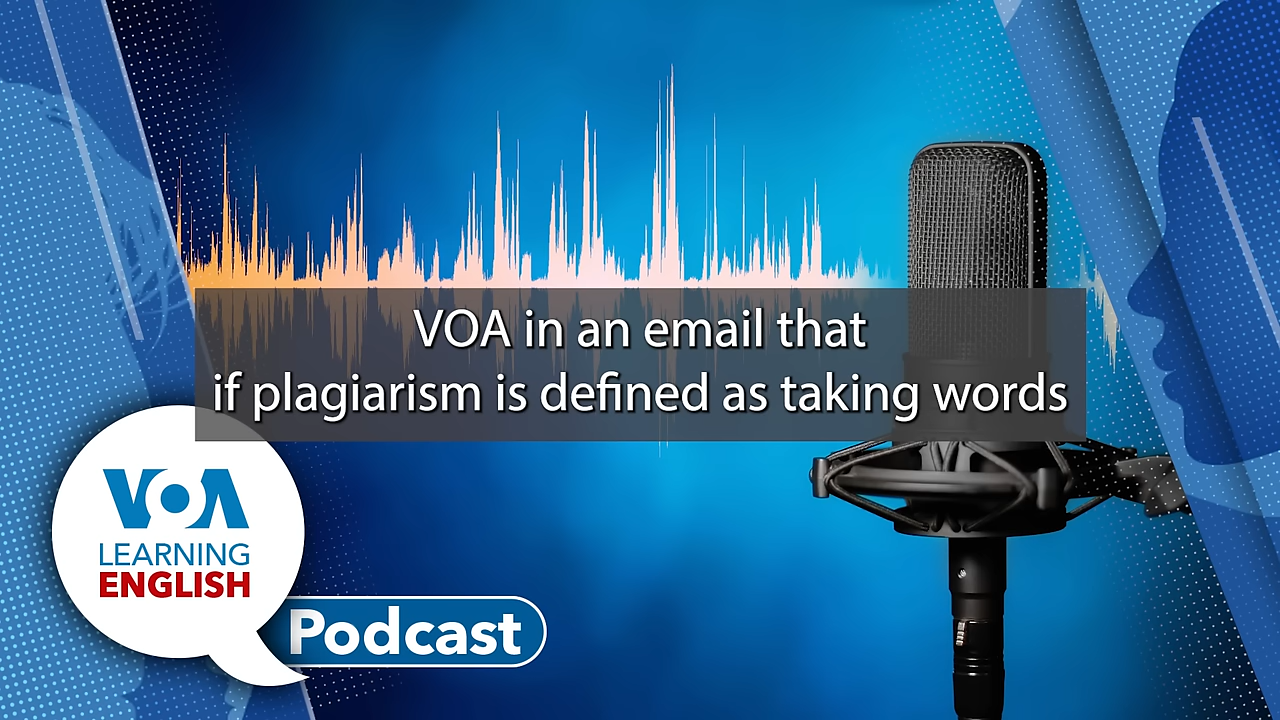 VOA in an email that
if plagiarism is defined as taking words
VOA
LEARNING
ENGLISH
Podcast